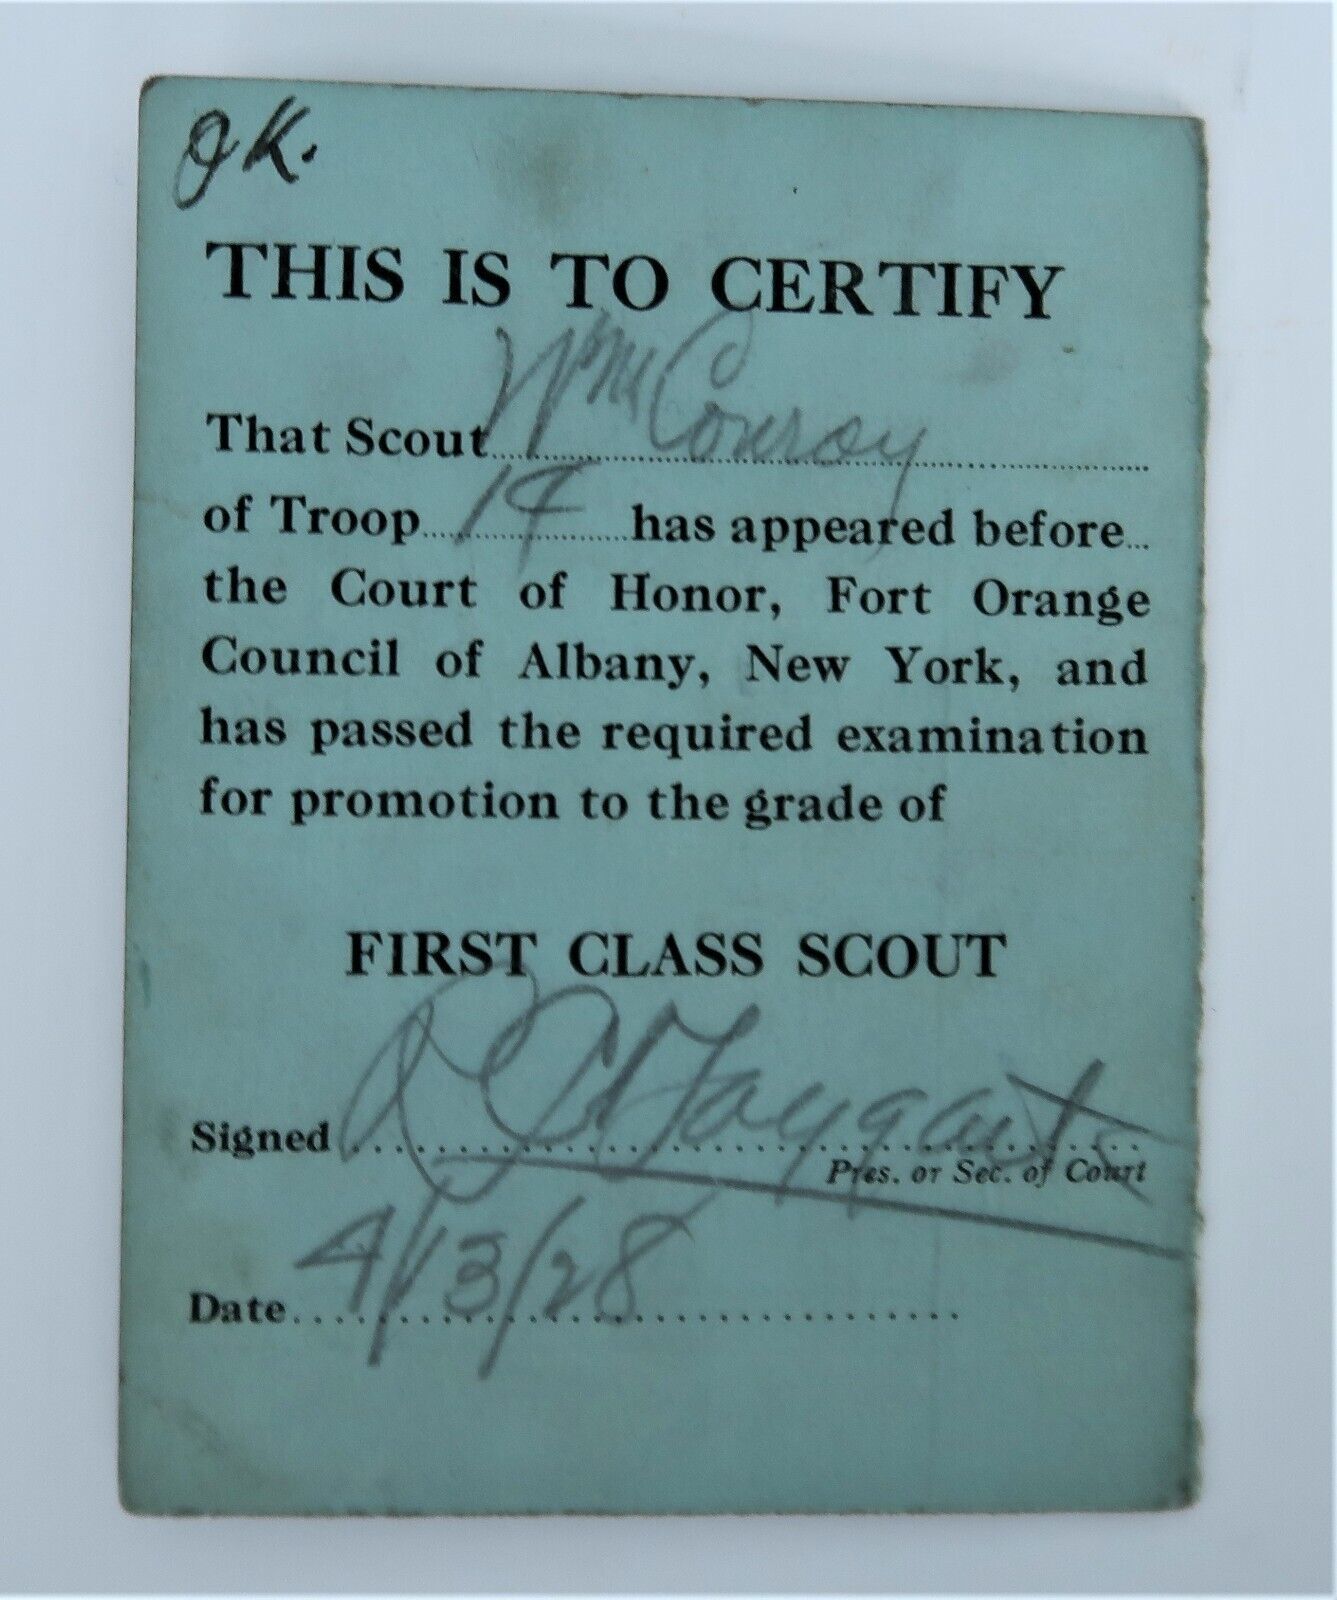 OK.
THIS IS TO CERTIFY
That Scout Wm Conroy
of Troop 14 has appeared before
the Court of Honor, Fort Orange
Council of Albany, New York, and
has passed the required examination
for promotion to the grade of
FIRST CLASS SCOUT
Signed
Pres. or Sec. of Court
Date 4/13/28